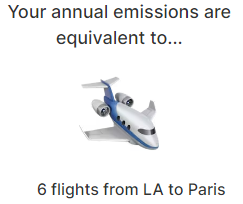 Your annual emissions are
equivalent to...
6 flights from LA to Paris